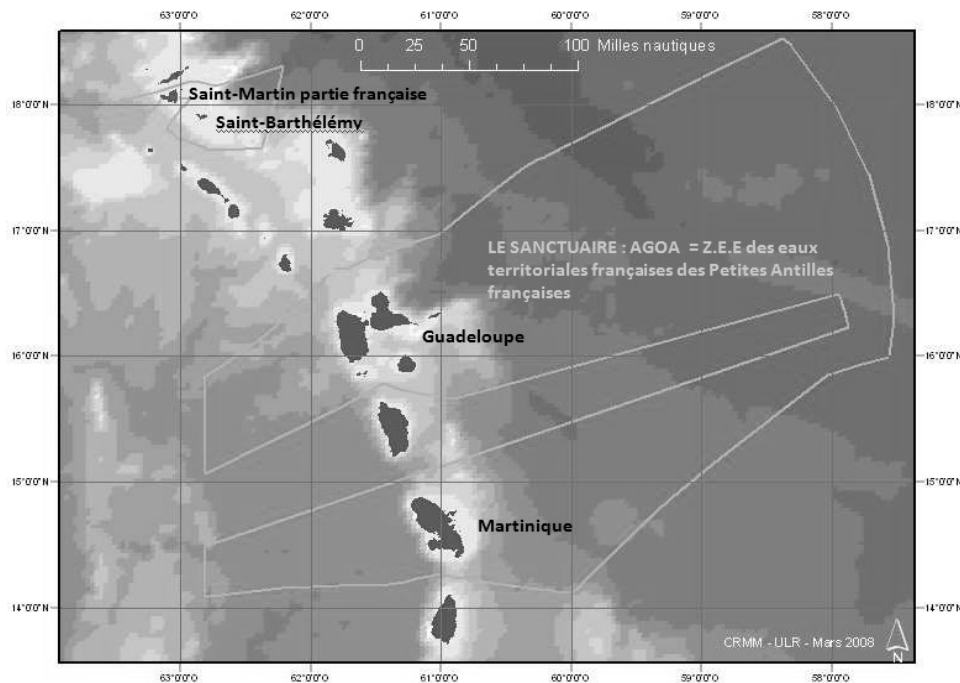 63°0'0"W 62°0'0"W 61°0'0"W 60°0'0"W 59°0'0"W 58°0'0"W
0 25 50 100 Milles nautiques
18°0'0"N 18°0'0"N
Saint-Martin partie française
Saint-Barthélémy
17°0'0"N 17°0'0"N
LE SANCTUAIRE : AGOA = Z.E.E des eaux
territoriales françaises des Petites Antilles
françaises
Guadeloupe
16°0'0"N 16°0'0"N
15°0'0"N 15°0'0"N
Martinique
14°0'0"N 14°0'0"N
CRMM - ULR - Mars 2008
N
63°0'0"W 62°0'0"W 61°0'0"W 60°0'0"W 59°0'0"W 58°0'0"W